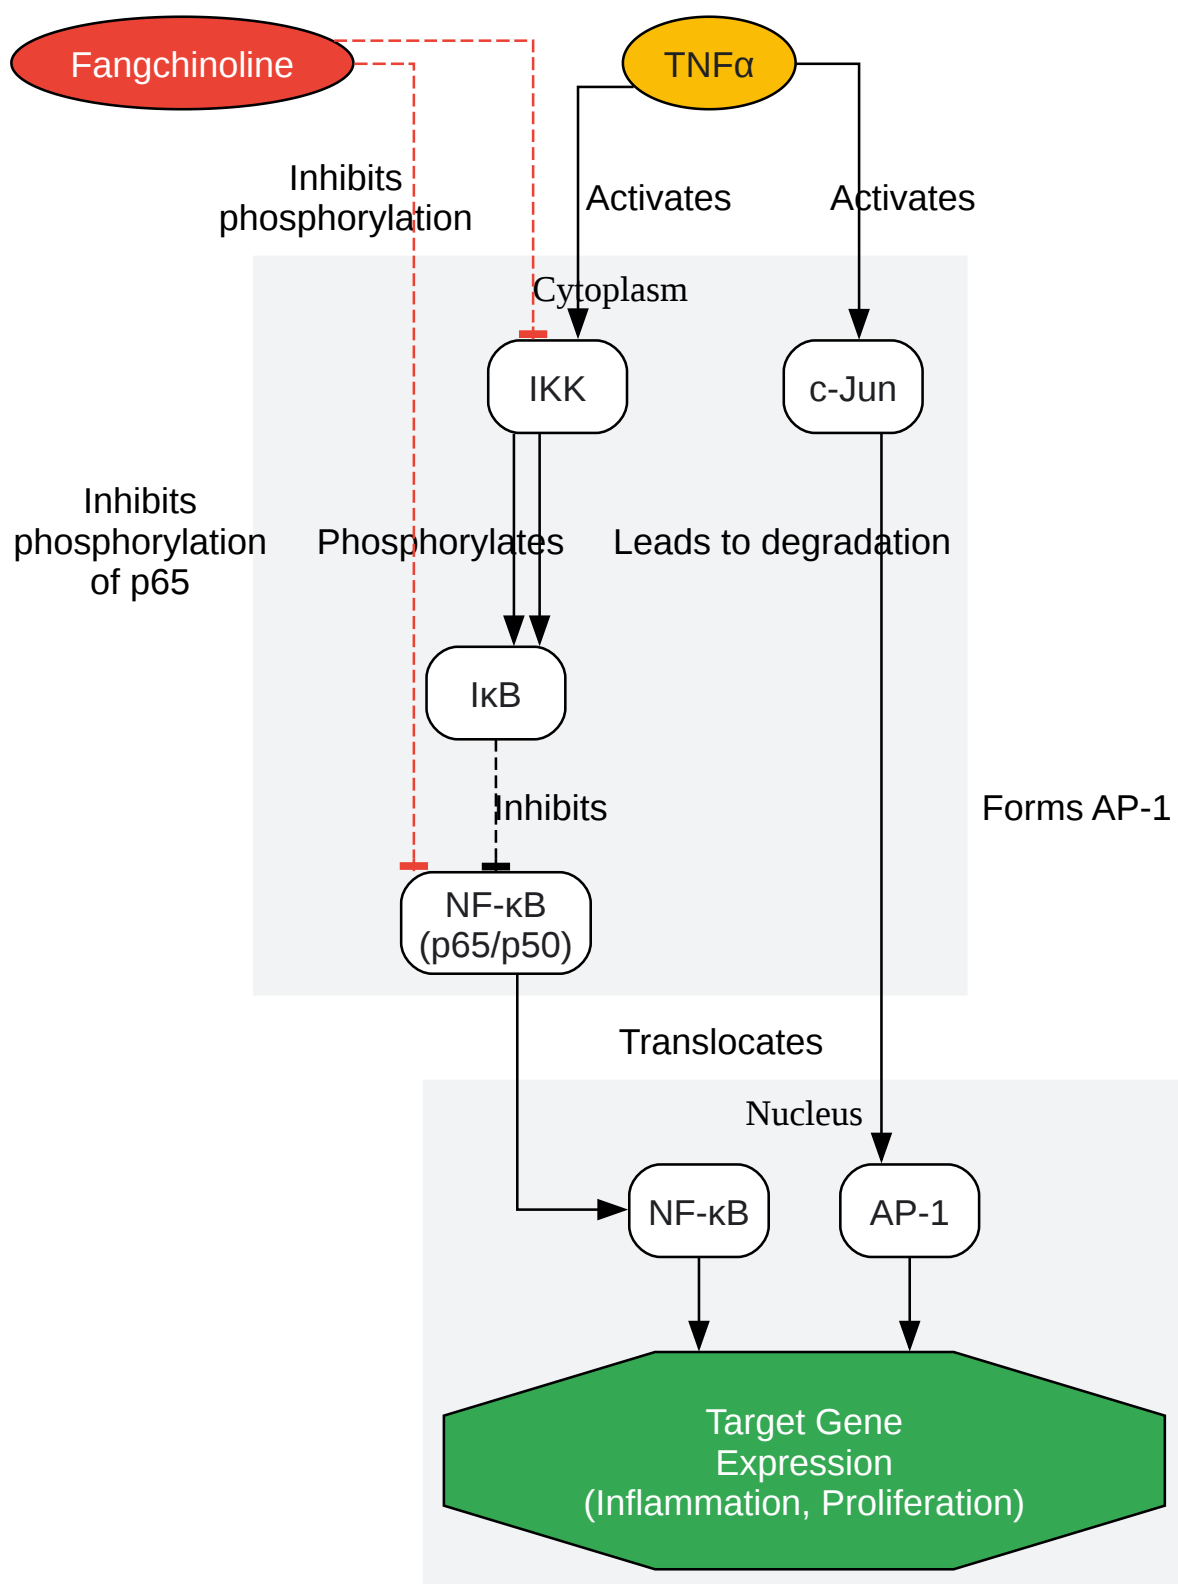 Fangchinoline
TNFα
Inhibits
phosphorylation
Activates
Activates
Cytoplasm
IKK
c-Jun
Inhibits
phosphorylation
of p65
Phosphorylates
Leads to degradation
IκB
Inhibits
Forms AP-1
NF-κB
(p65/p50)
Translocates
Nucleus
NF-κB
AP-1
Target Gene
Expression
(Inflammation, Proliferation)